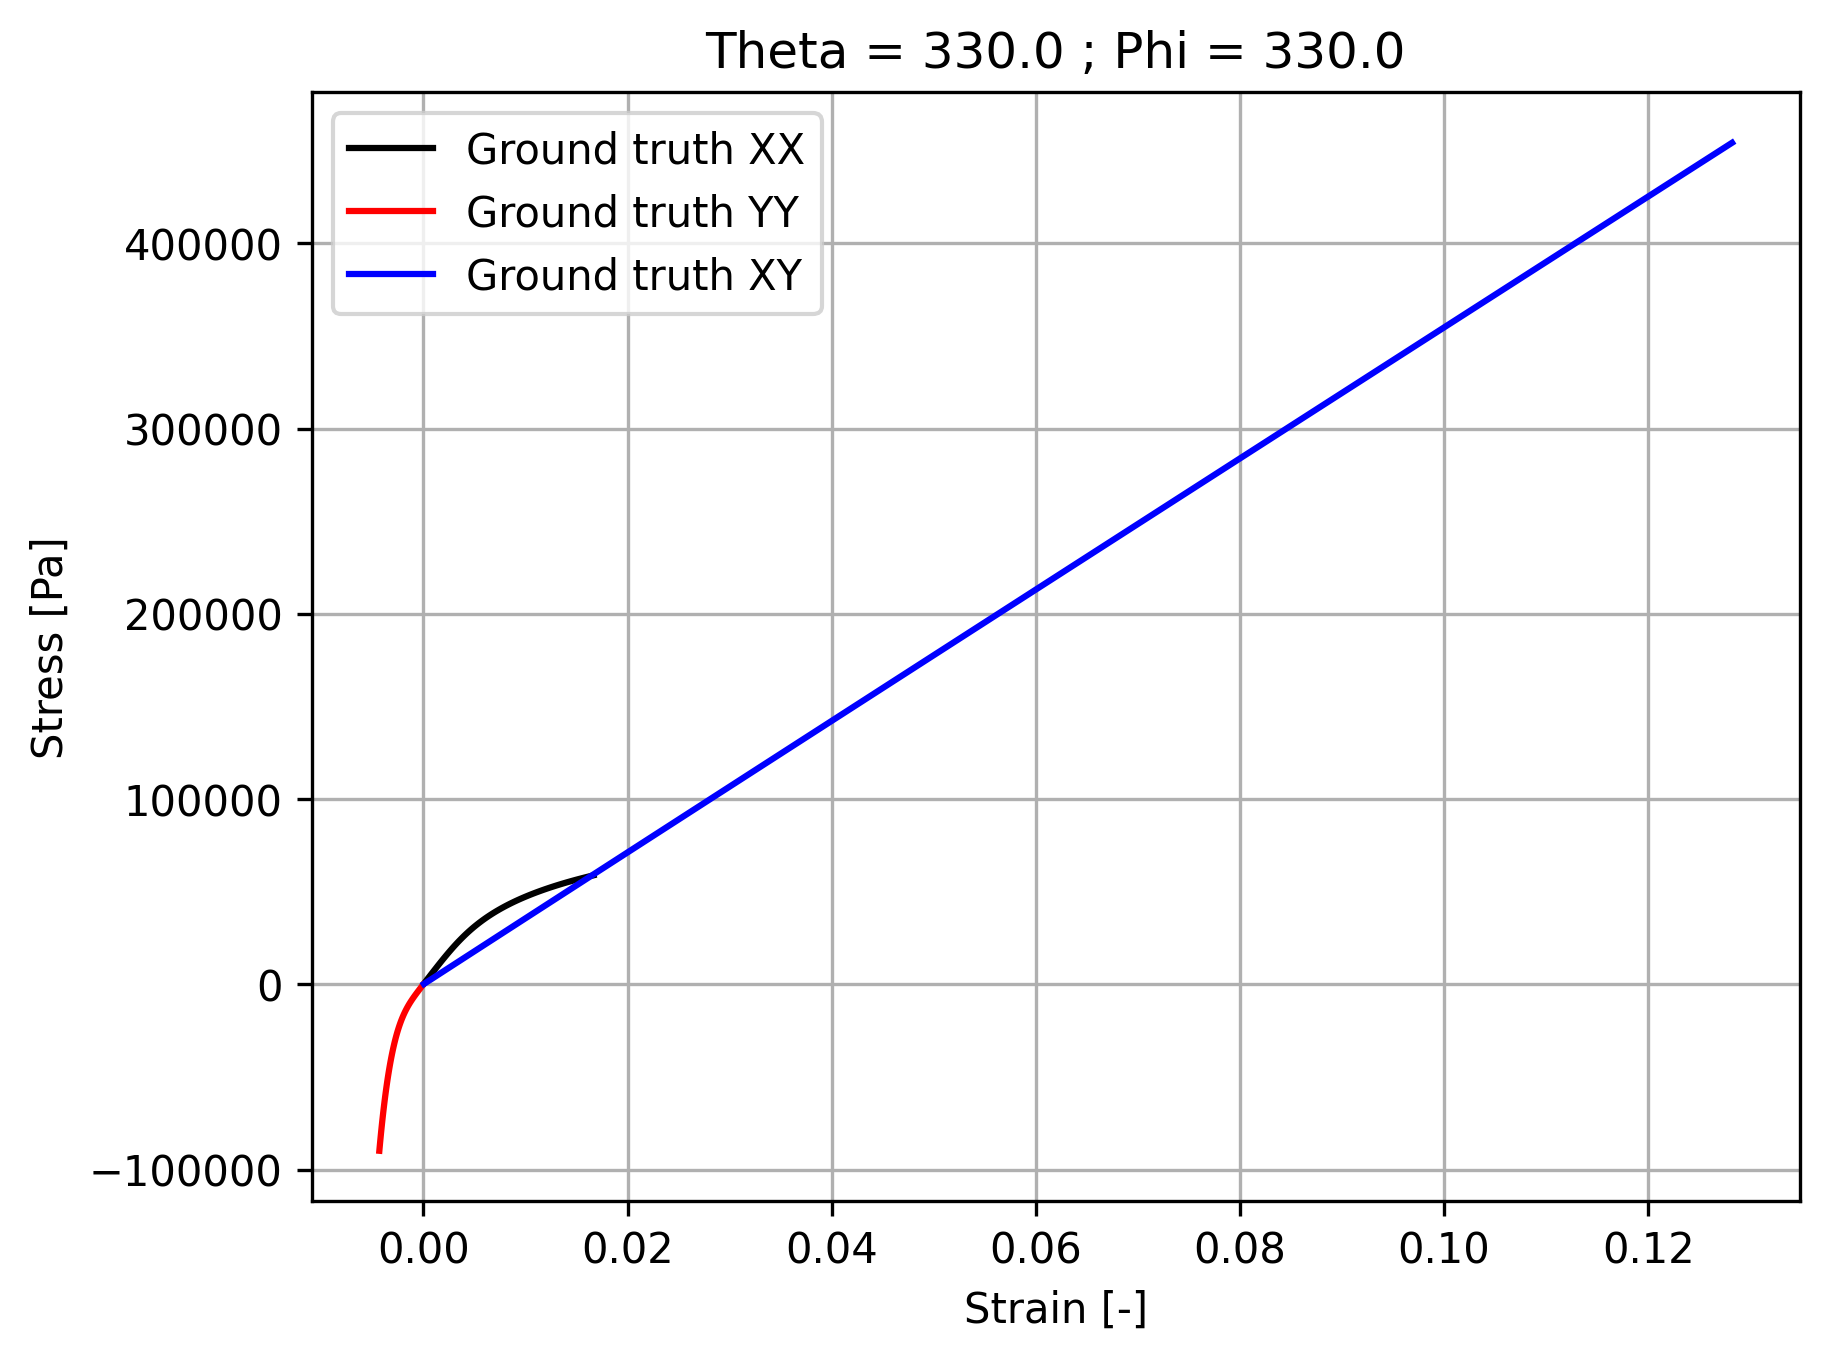 Theta = 330.0 ; Phi = 330.0
Ground truth XX
Ground truth YY
Ground truth XY
400000
300000
200000
100000
0
−100000
Stress [Pa]
0.00 0.02 0.04 0.06 0.08 0.10 0.12
Strain [-]